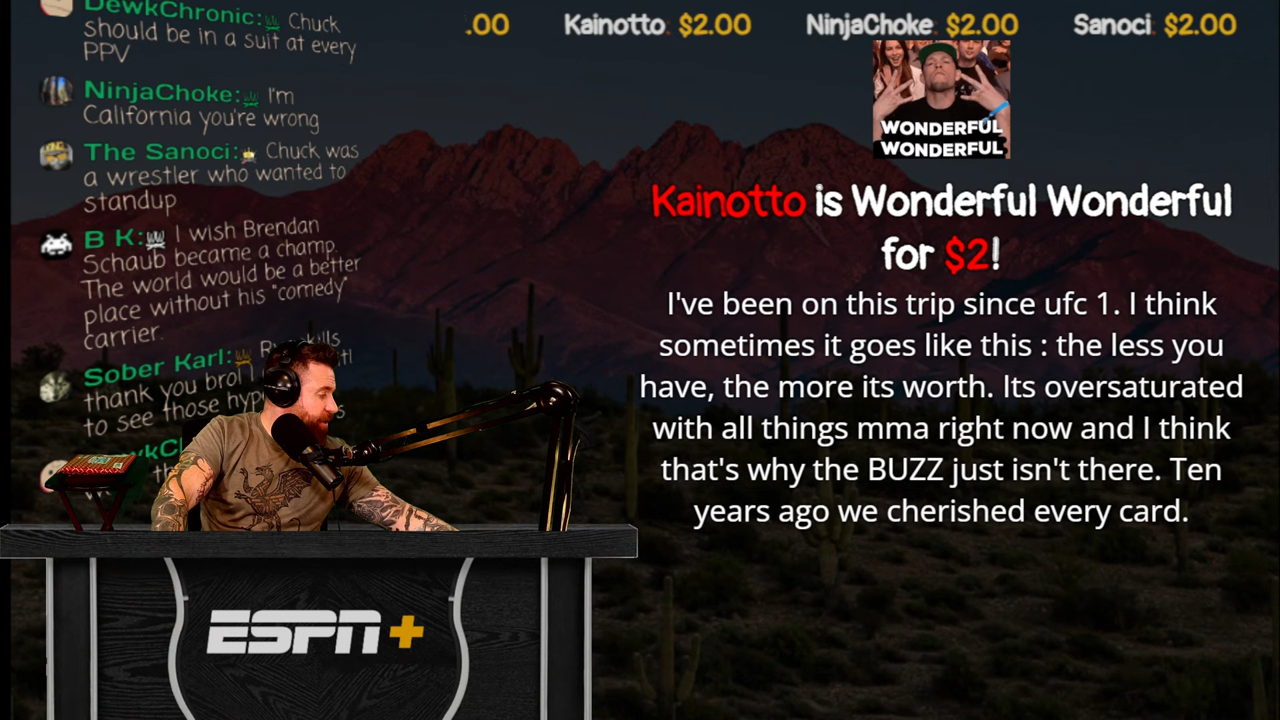 DewkChronic: Chuck
should be in a suit at every
PPV
NinjaChoke: I'm
California you're wrong
The Sanoci: Chuck was
a wrestler who wanted to
standup
B K: I wish Brendan
Schaub became a champ.
The world would be a better
place without his "comedy"
carrier.
Sober Karl:
thank you bro!
to see those
.00 Kainotto: $2.00 NinjaChoke: $2.00 Sanoci: $2.00
WONDERFUL
WONDERFUL
Kainotto is Wonderful Wonderful
for $2!
I've been on this trip since ufc 1. I think
sometimes it goes like this : the less you
have, the more its worth. Its oversaturated
with all things mma right now and I think
that's why the BUZZ just isn't there. Ten
years ago we cherished every card.
ESPN+